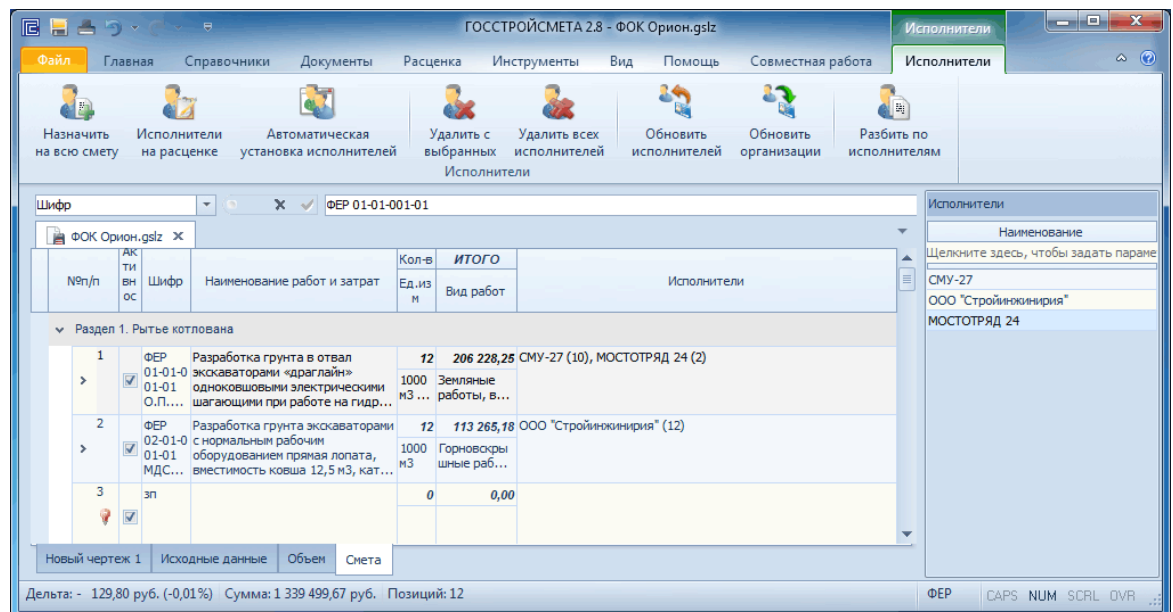 ГОССТРОЙСМЕТА 2.8 - ФОК Орион.gslz
Исполнители
Файл Главная Справочники Документы Расценка Инструменты Вид Помощь Совместная работа Исполнители
Назначить на всю смету
Исполнители на расценке
Автоматическая установка исполнителей
Удалить с выбранных
Удалить всех исполнителей
Обновить исполнителей
Обновить организации
Разбить по исполнителям
Исполнители
Шифр
ФЕР 01-01-001-01
ФОК Орион.gslz
№п/п
АК
ТИ
ВН
ОС
Шифр
Наименование работ и затрат
Кол-в
Ед.из
м
ИТОГО
Вид работ
Исполнители
Раздел 1. Рытье котлована
1
ФЕР
01-01-0
01-01
О.П....
Разработка грунта в отвал
экскаваторами «драглайн»
одноковшовыми электрическими
шагающими при работе на гидр...
12
1000
м3 ...
206 228,25
Земляные
работы, в...
СМУ-27 (10), МОСТОТРЯД 24 (2)
2
ФЕР
02-01-0
01-01
МДС...
Разработка грунта экскаваторами
с нормальным рабочим
оборудованием прямая лопата,
вместимость ковша 12,5 м3, кат...
12
1000
м3
113 265,18
Горновскры
шные раб...
ООО "Стройинжинирия" (12)
3
зп
0
0,00
Исполнители
Наименование
Щелкните здесь, чтобы задать параме
СМУ-27
ООО "Стройинжинирия"
МОСТОТРЯД 24
Новый чертеж 1 Исходные данные Объем Смета
Дельта: - 129,80 руб. (-0,01%) Сумма: 1 339 499,67 руб. Позиций: 12
ФЕР CAPS NUM SCRL OVR